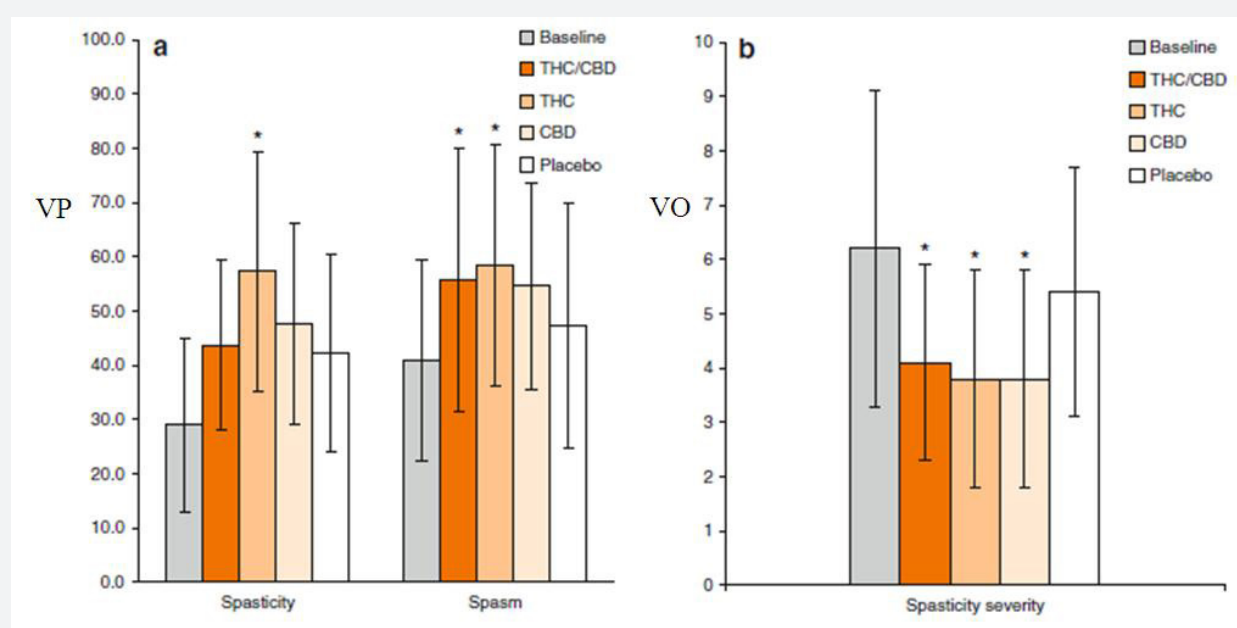 a
100.0
90.0
80.0
70.0
60.0
50.0
40.0
30.0
20.0
10.0
0.0
VP
Baseline
THC/CBD
THC
CBD
Placebo
*
* *
Spasticity
Spasm
b
10
9
8
7
6
5
4
3
2
1
0
VO
Baseline
THC/CBD
THC
CBD
Placebo
* * *
Spasticity severity